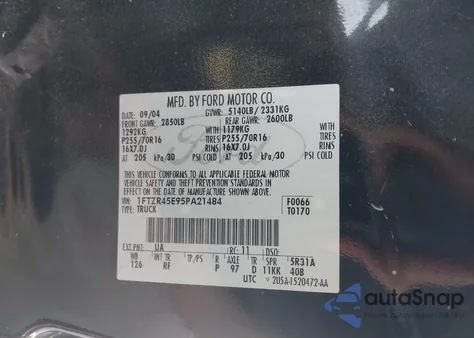 MFD. BY FORD MOTOR CO.
DATE: 09/04 GVWR: 5140LB/ 2331KG
FRONT GAWR: 2850LB REAR GAWR: 2600LB
1292KG WITH 1179KG WITH
P255/70R16 TIRES P255/70R16 TIRES
16X7.0J RIMS 16X7.0J RIMS
AT 205 kPa/30 PSI COLD AT 205 kPa/30 PSI COLD
Ford
THIS VEHICLE CONFORMS TO ALL APPLICABLE FEDERAL MOTOR
VEHICLE SAFETY AND THEFT PREVENTION STANDARDS IN EFFECT ON
THE DATE OF MANUFACTURE SHOWN ABOVE.
VIN: 1FTZR45E95PA21484 F0066
TYPE: TRUCK T0170
EXT PNT: UA RC: 11 DSO:
WB BRK INT TR TP/PS R AXLE TR SPR 5R31A
126 RF P 97 D 11KK 40B
UTC 2U5A-1520472-AA
autoSnap